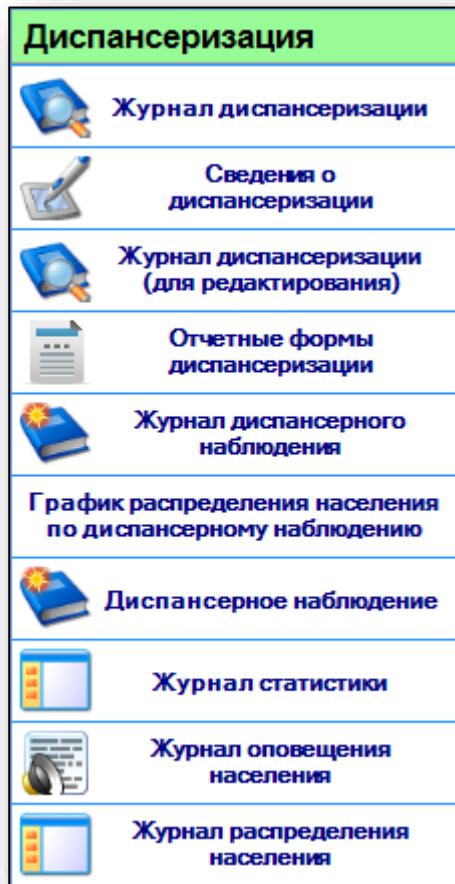 Диспансеризация
Журнал диспансеризации
Сведения о
диспансеризации
Журнал диспансеризации
(для редактирования)
Отчетные формы
диспансеризации
Журнал диспансерного
наблюдения
График распределения населения
по диспансерному наблюдению
Диспансерное наблюдение
Журнал статистики
Журнал оповещения
населения
Журнал распределения
населения